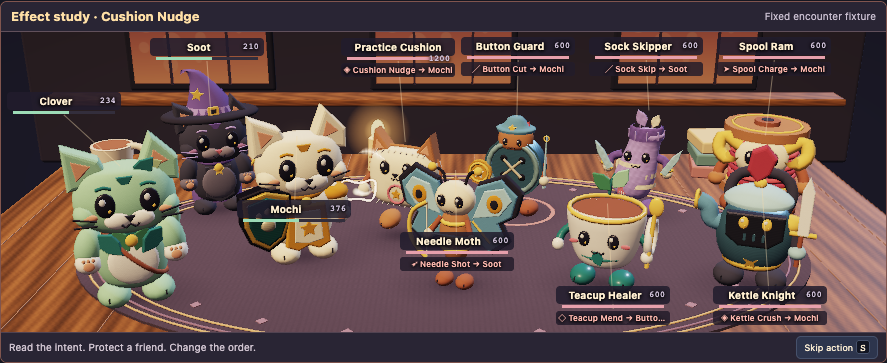 Effect study · Cushion Nudge
Fixed encounter fixture
Soot 210
Practice Cushion 1200
◈ Cushion Nudge → Mochi
Button Guard 600
⟋ Button Cut → Mochi
Sock Skipper 600
⟋ Sock Skip → Soot
Spool Ram 600
➤ Spool Charge → Mochi
Clover 234
Mochi 376
Needle Moth 600
➶ Needle Shot → Soot
Teacup Healer 600
◇ Teacup Mend → Butto...
Kettle Knight 600
◈ Kettle Crush → Mochi
Read the intent. Protect a friend. Change the order.
Skip action S